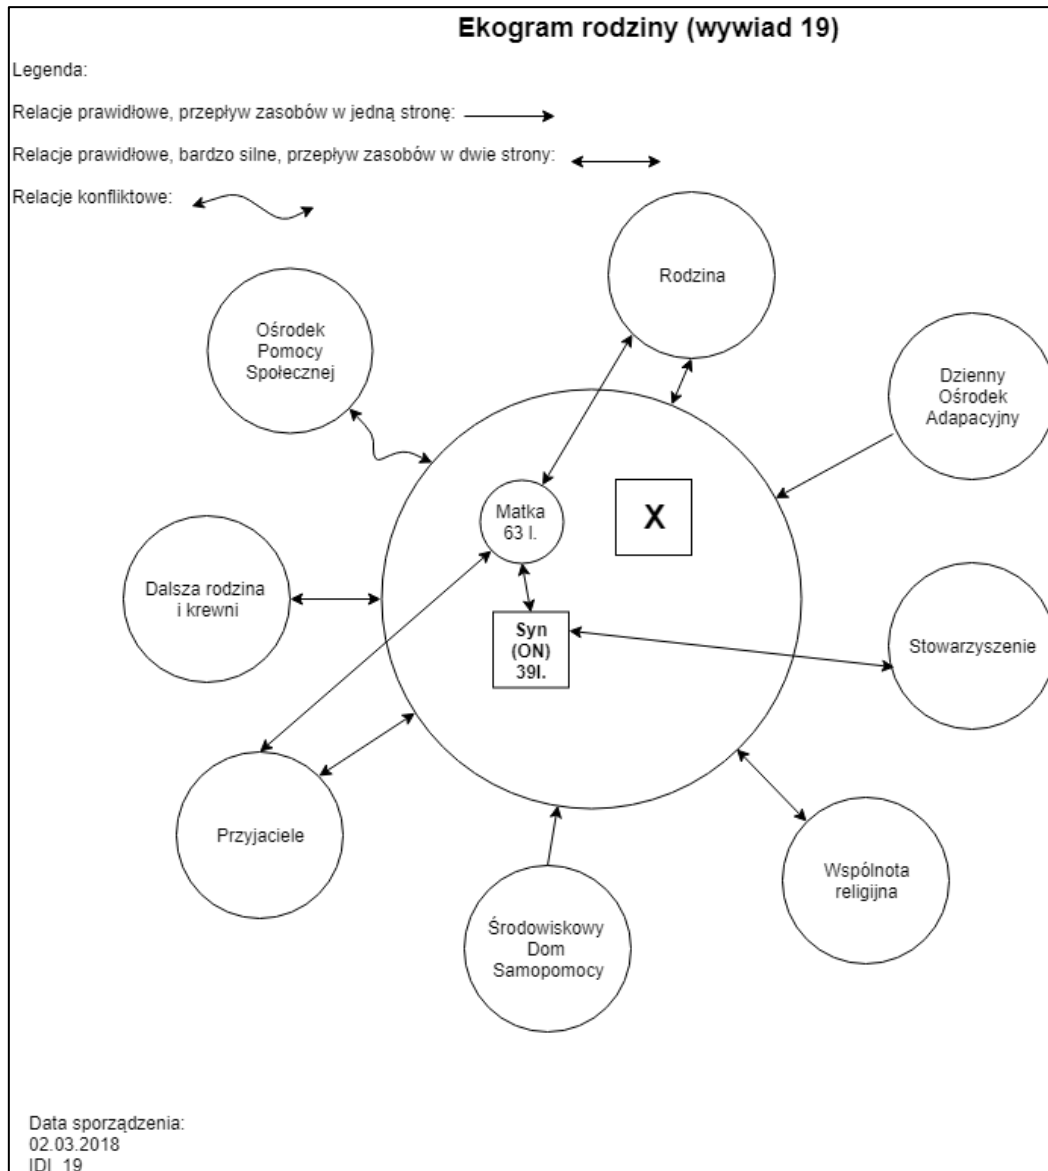 Ekogram rodziny (wywiad 19)
Legenda:
Relacje prawidłowe, przepływ zasobów w jedną stronę:
Relacje prawidłowe, bardzo silne, przepływ zasobów w dwie strony:
Relacje konfliktowe:
Rodzina
Ośrodek
Pomocy
Społecznej
Dzienny
Ośrodek
Adapacyjny
Matka
63 l.
X
Dalsza rodzina
i krewni
Syn
(ON)
39l.
Stowarzyszenie
Przyjaciele
Wspólnota
religijna
Środowiskowy
Dom
Samopomocy
Data sporządzenia:
02.03.2018
IDI_19